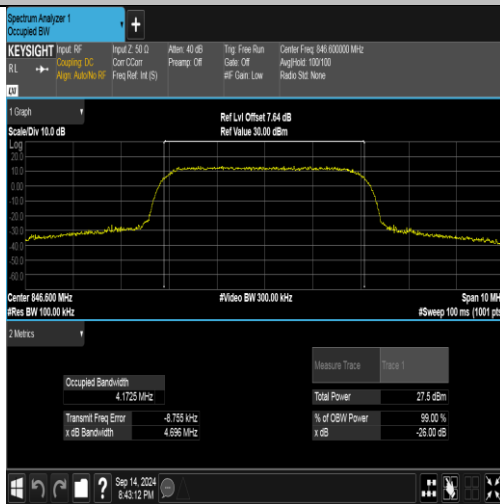 Spectrum Analyzer 1
Occupied BW
+
KEYSIGHT Input: RF Input Z: 50 Ω Atten: 40 dB Trig: Free Run Center Freq: 846.600000 MHz
RL Coupling: DC Corr CCorr Preamp: Off Gate: Off Avg|Hold: 100/100
Align: Auto/No RF Freq Ref: Int (S) #IF Gain: Low Radio Std: None
1 Graph
Ref Lvl Offset 7.64 dB
Scale/Div 10.0 dB Ref Value 30.00 dBm
Log
20.0
10.0
0.00
-10.0
-20.0
-30.0
-40.0
-50.0
-60.0
Center 846.600 MHz #Video BW 300.00 kHz Span 10 MH
#Res BW 100.00 kHz #Sweep 100 ms (1001 pts
2 Metrics
Measure Trace Trace 1
Occupied Bandwidth
4.1725 MHz Total Power 27.5 dBm
Transmit Freq Error -8.755 kHz % of OBW Power 99.00 %
x dB Bandwidth 4.696 MHz x dB -26.00 dB
? Sep 14, 2024
8:43:12 PM